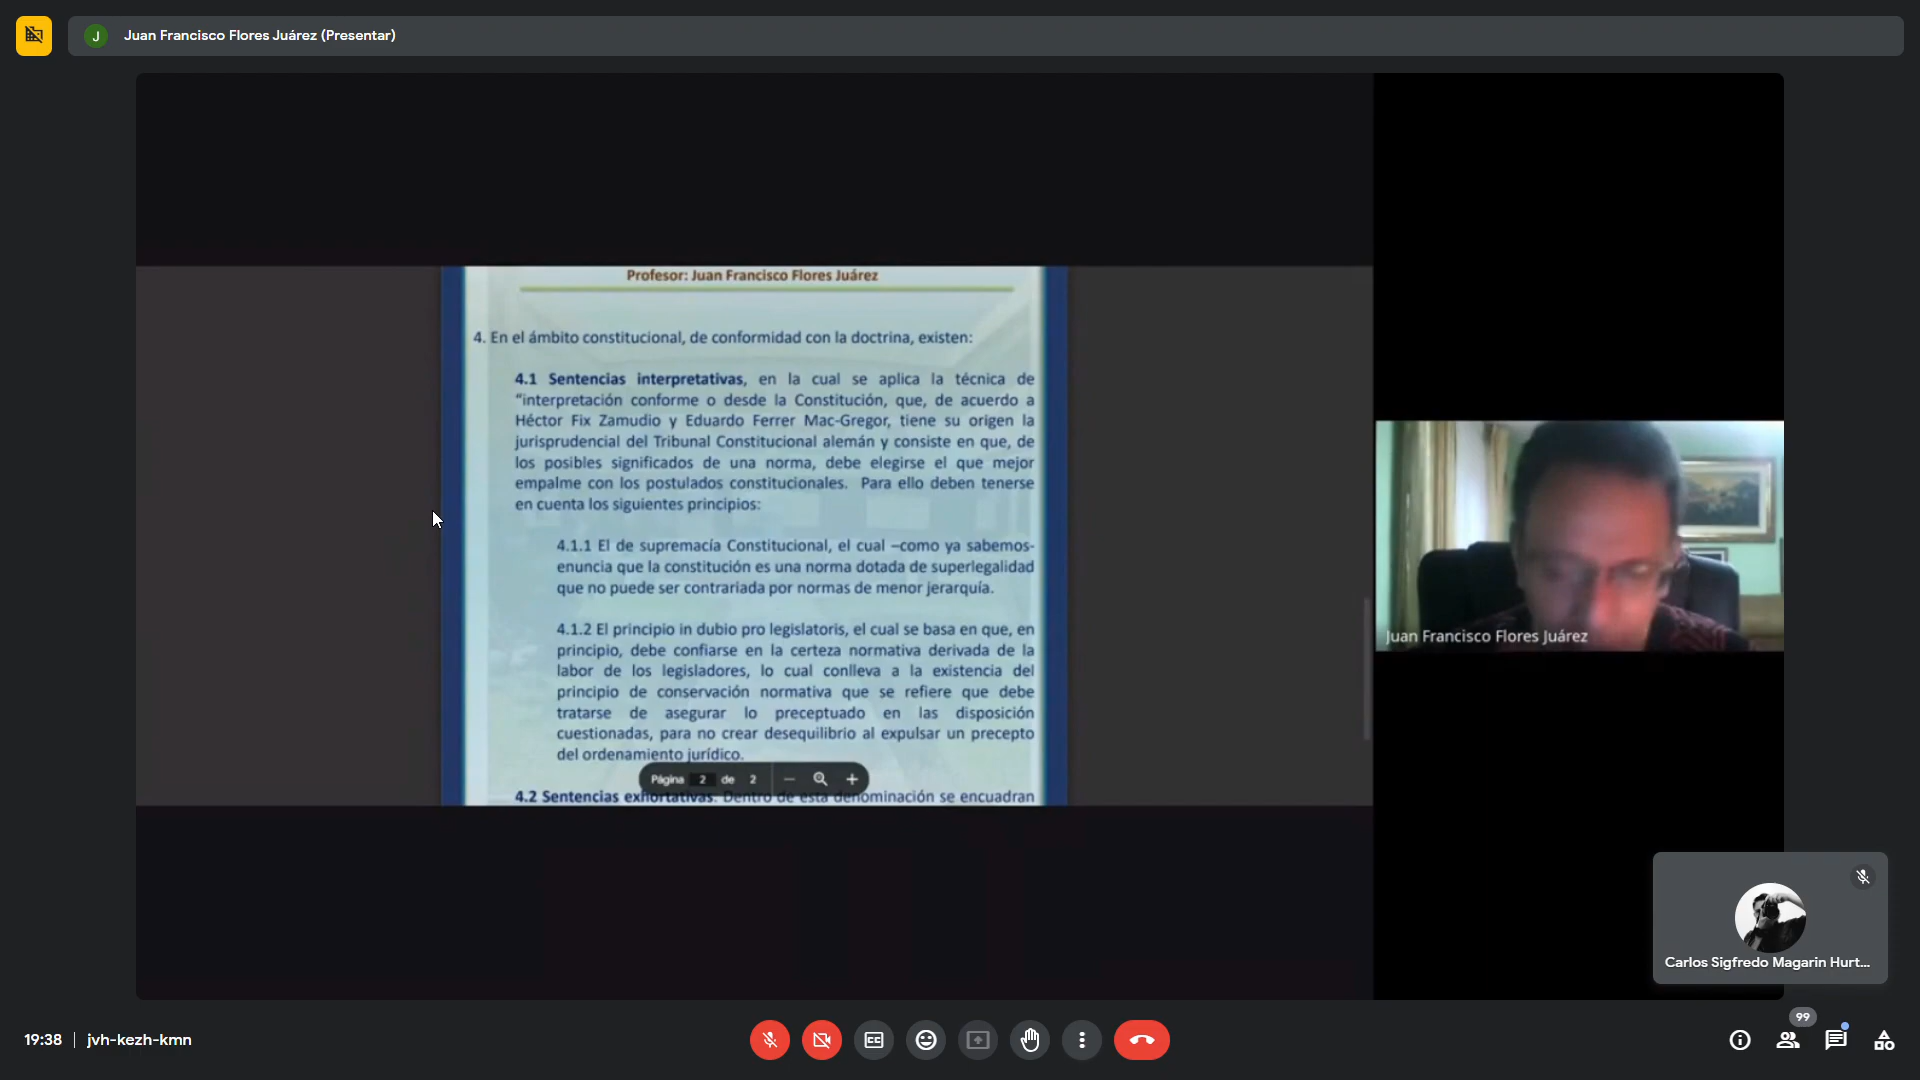 J Juan Francisco Flores Juárez (Presentar)
Profesor: Juan Francisco Flores Juárez
4. En el ámbito constitucional, de conformidad con la doctrina, existen:
4.1 Sentencias interpretativas, en la cual se aplica la técnica de
“interpretación conforme o desde la Constitución, que, de acuerdo a
Héctor Fix Zamudio y Eduardo Ferrer Mac-Gregor, tiene su origen la
jurisprudencial del Tribunal Constitucional alemán y consiste en que, de
los posibles significados de una norma, debe elegirse el que mejor
empalme con los postulados constitucionales. Para ello deben tenerse
en cuenta los siguientes principios:
4.1.1 El de supremacía Constitucional, el cual –como ya sabemos-
enuncia que la constitución es una norma dotada de superlegalidad
que no puede ser contrariada por normas de menor jerarquía.
4.1.2 El principio in dubio pro legislatoris, el cual se basa en que, en
principio, debe confiarse en la certeza normativa derivada de la
labor de los legisladores, lo cual conlleva a la existencia del
principio de conservación normativa que se refiere que debe
tratarse de asegurar lo preceptuado en las disposición
cuestionadas, para no crear desequilibrio al expulsar un precepto
del ordenamiento jurídico.
Página 2 de 2
4.2 Sentencias exhortativas. Dentro de esta denominación se encuadran
Juan Francisco Flores Juárez
Carlos Sigfredo Magarin Hurt...
19:38 | jvh-kezh-kmn
99